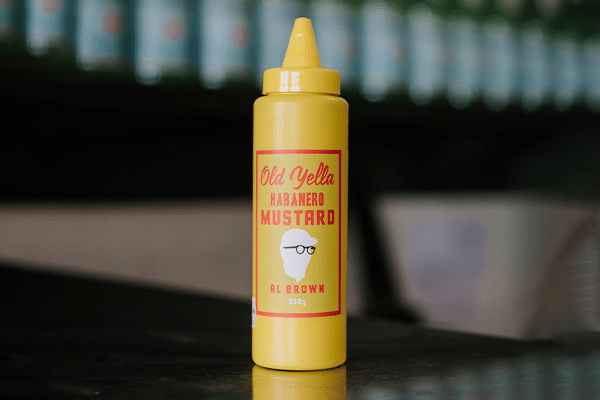 Old Yella
HABANERO
MUSTARD
AL BROWN
250g